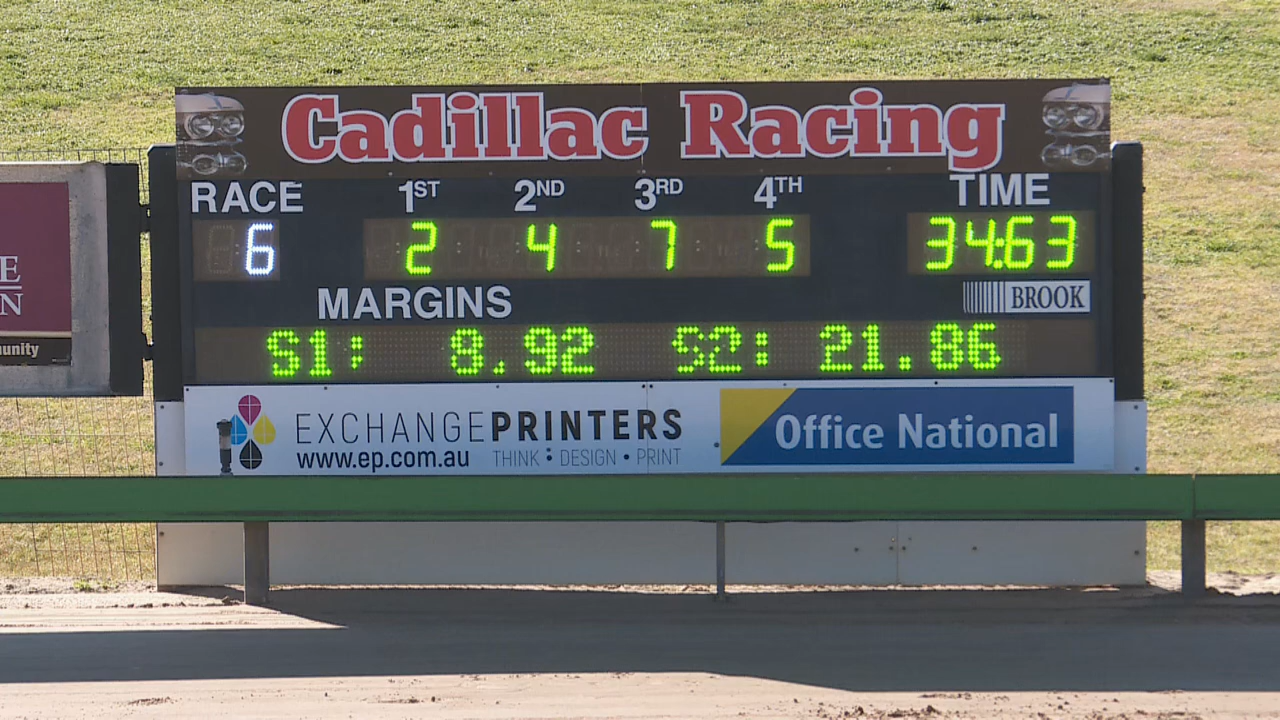 Cadillac Racing
RACE 1ST 2ND 3RD 4TH TIME
6 2 4 7 5 34:63
MARGINS
BROOK
S1: 8.92 S2: 21.86
EXCHANGEPRINTERS
www.ep.com.au THINK • DESIGN • PRINT
Office National
E
N
munity